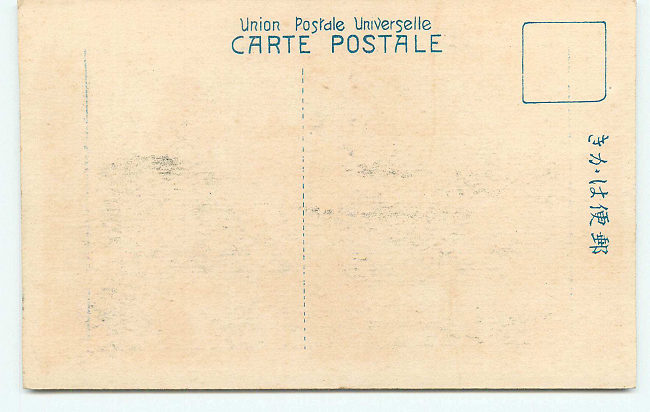 Union Postale Universelle
CARTE POSTALE
郵便はがき